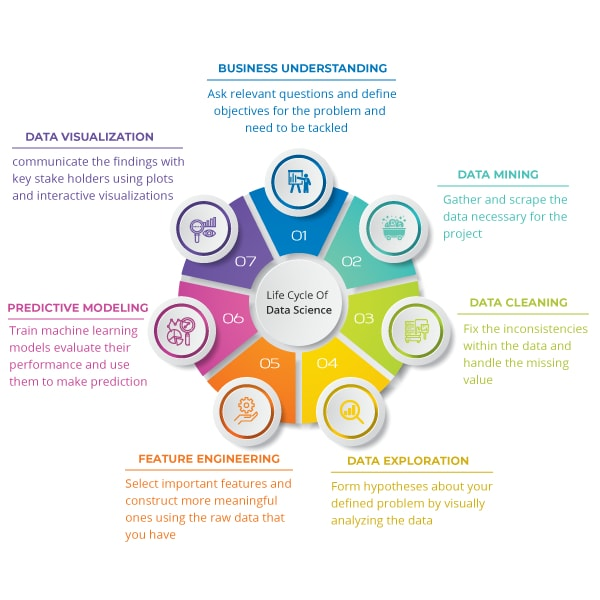 BUSINESS UNDERSTANDING
Ask relevant questions and define
objectives for the problem and
need to be tackled
DATA VISUALIZATION
communicate the findings with
key stake holders using plots
and interactive visualizations
DATA MINING
Gather and scrape the
data necessary for the
project
01
02
03
04
05
06
07
Life Cycle Of
Data Science
PREDICTIVE MODELING
Train machine learning
models evaluate their
performance and use
them to make prediction
DATA CLEANING
Fix the inconsistencies
within the data and
handle the missing
value
FEATURE ENGINEERING
Select important features and
construct more meaningful
ones using the raw data that
you have
DATA EXPLORATION
Form hypotheses about your
defined problem by visually
analyzing the data